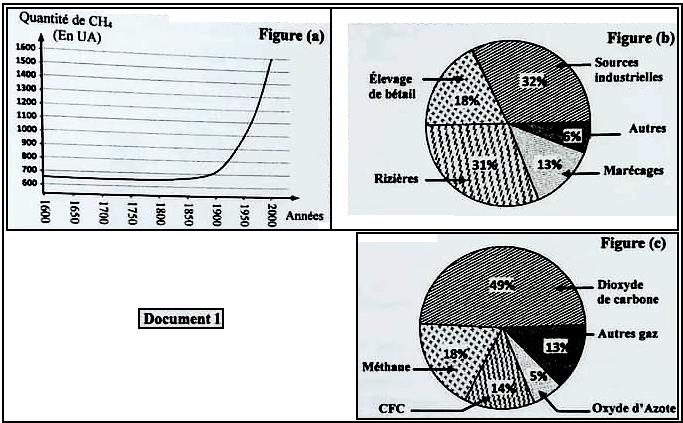 Quantité de CH₄
(En UA)
Figure (a)
1600
1500
1400
1300
1200
1100
1000
900
800
700
600
1600
1650
1700
1750
1800
1850
1900
1950
2000
Années
Figure (b)
Sources
industrielles
32%
Élevage
de bétail
18%
Autres
6%
Marécages
13%
Rizières
31%
Document 1
Figure (c)
Dioxyde
de carbone
49%
Autres gaz
13%
Méthane
18%
5%
14%
CFC
Oxyde d'Azote